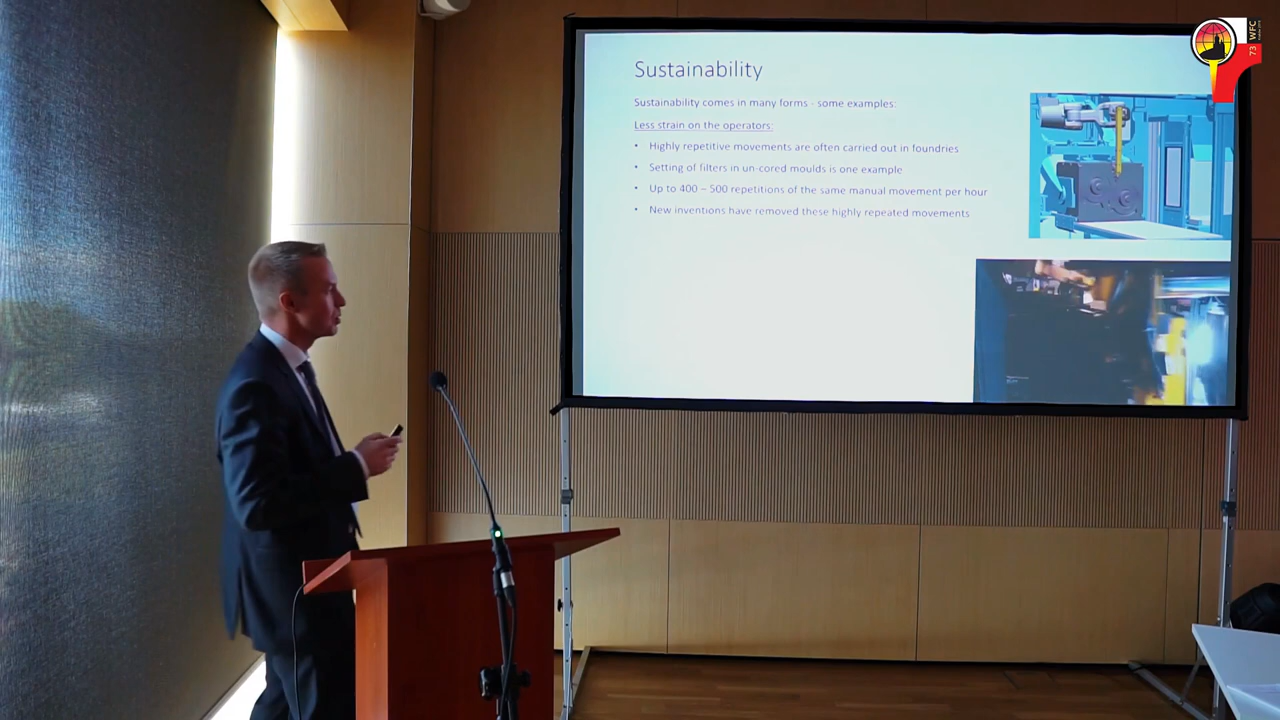 Sustainability
Sustainability comes in many forms - some examples:
Less strain on the operators:
• Highly repetitive movements are often carried out in foundries
• Setting of filters in un-cored moulds is one example
• Up to 400 – 500 repetitions of the same manual movement per hour
• New inventions have removed these highly repeated movements
73 WFC